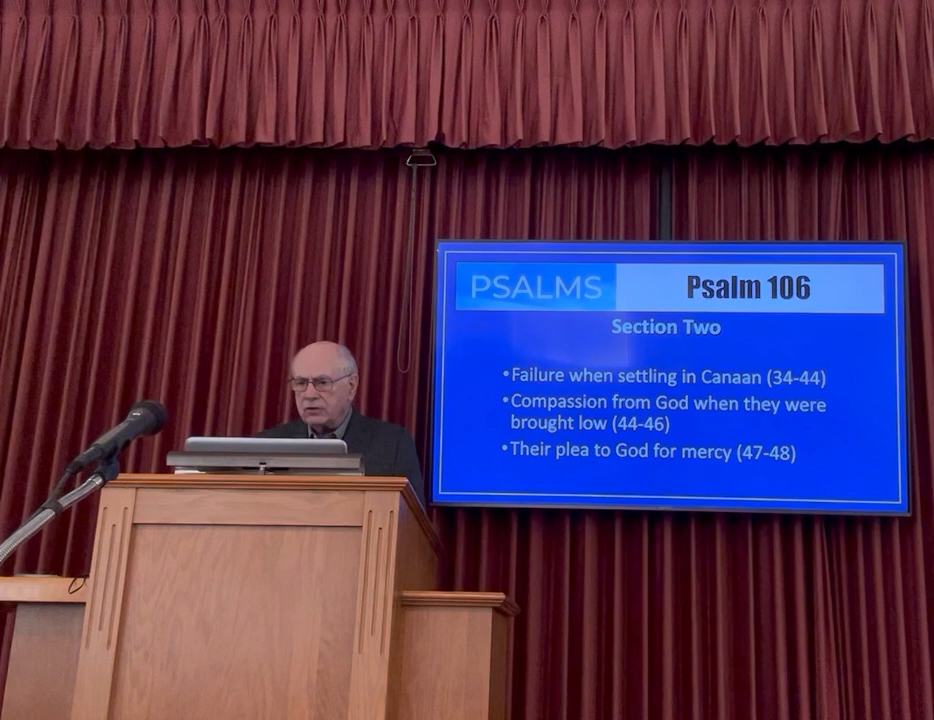 PSALMS Psalm 106
Section Two
•Failure when settling in Canaan (34-44)
•Compassion from God when they were
brought low (44-46)
•Their plea to God for mercy (47-48)